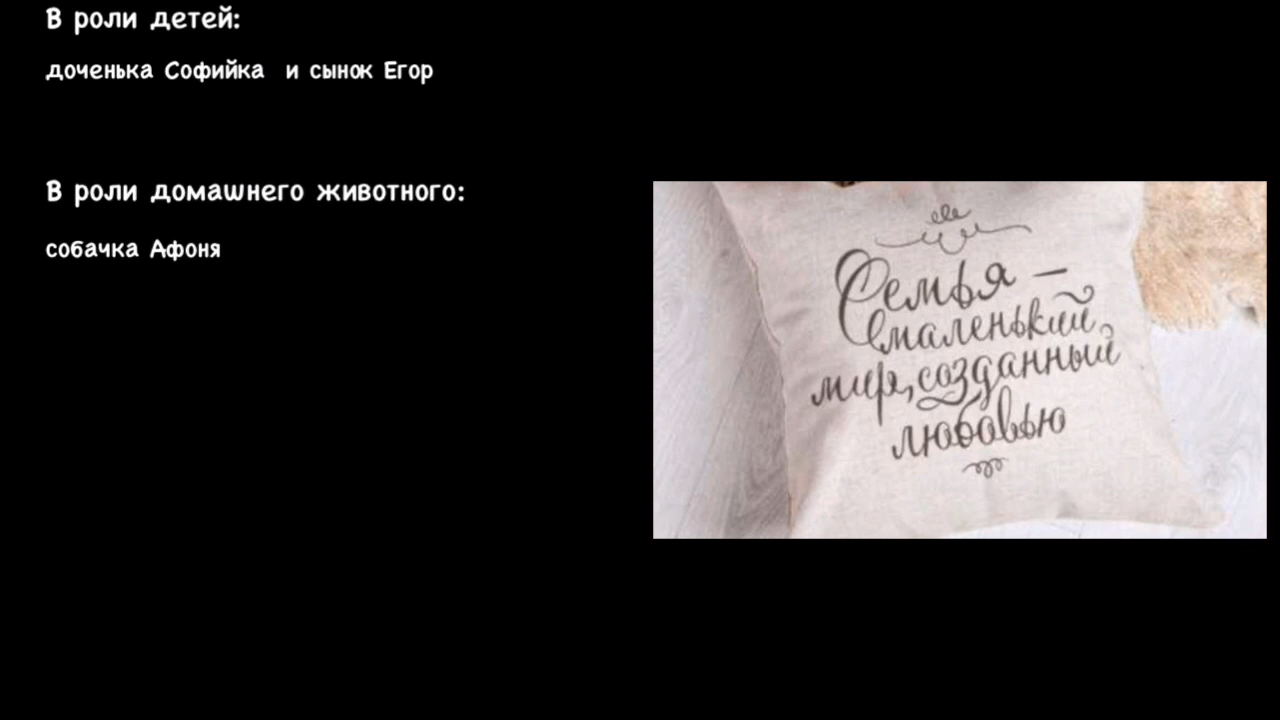 В роли детей:
доченька Софийка и сынок Егор
В роли домашнего животного:
собачка Афоня
Семья –
маленький
мир, созданный
любовью